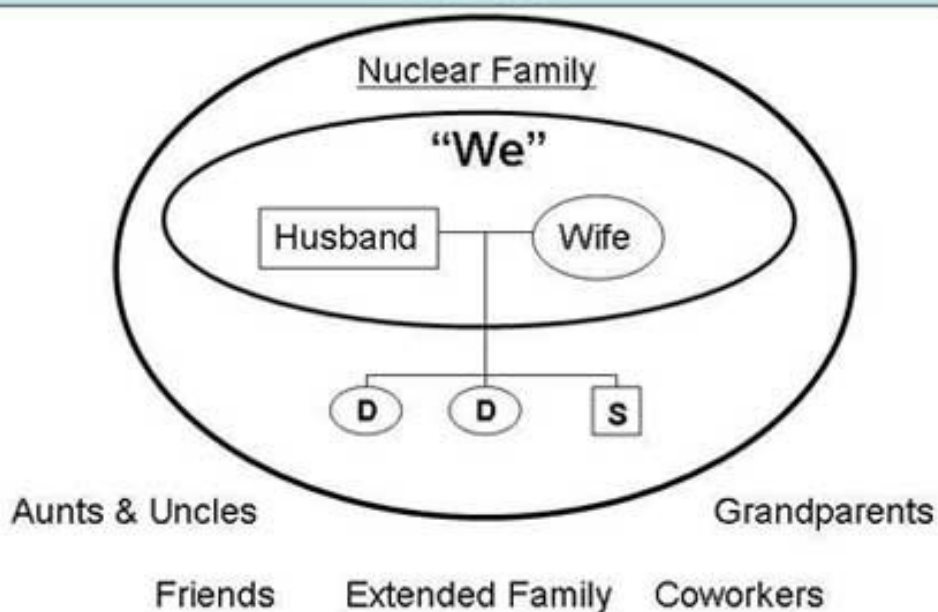 Nuclear Family
“We”
Husband Wife
D D S
Aunts & Uncles Grandparents
Friends Extended Family Coworkers